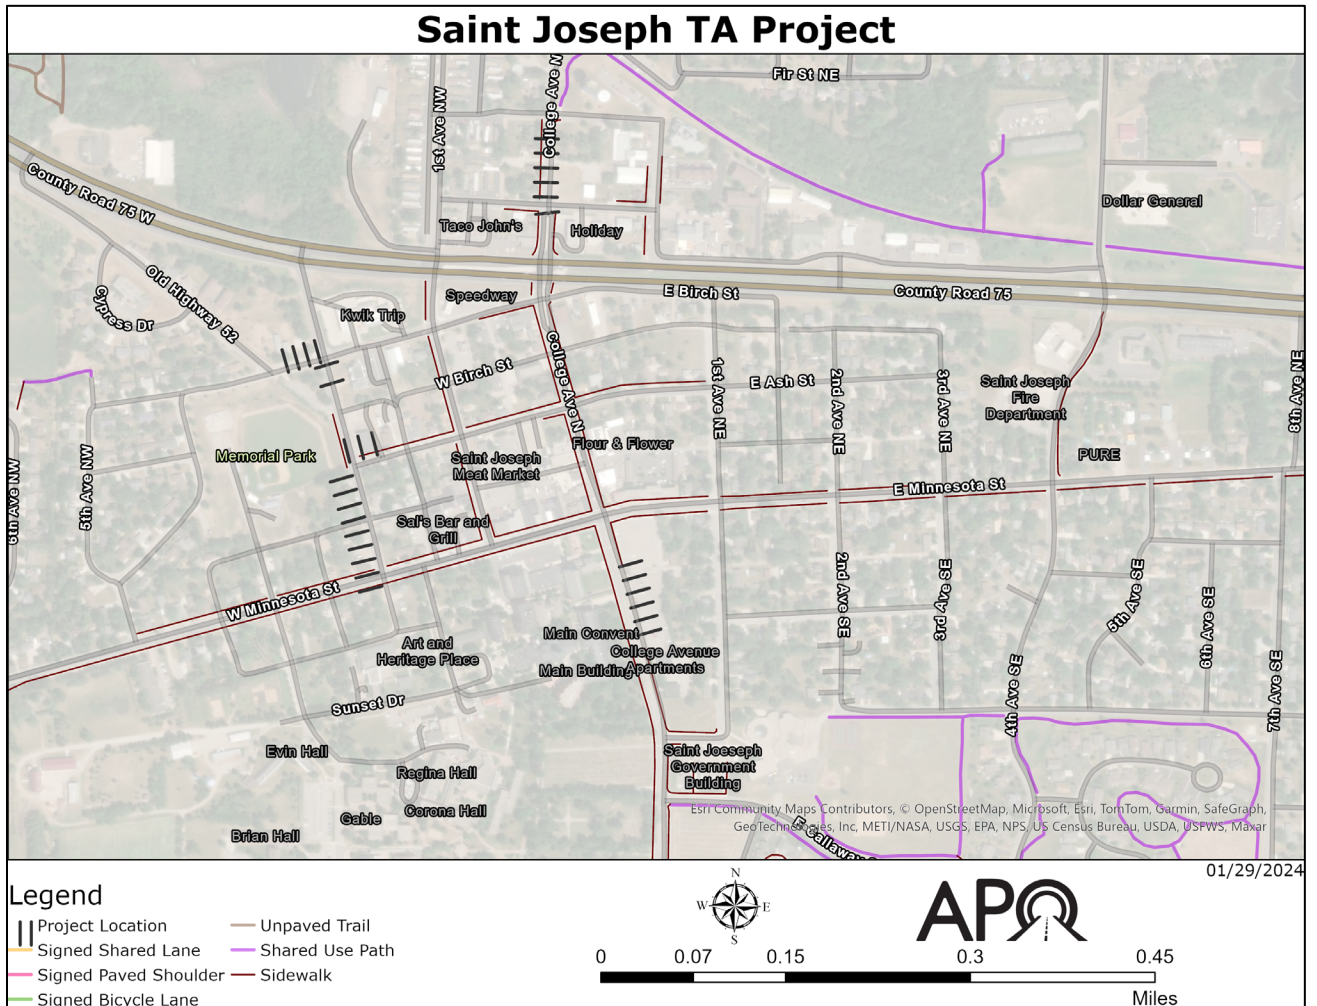 Saint Joseph TA Project
Fir St NE
College Ave N
1st Ave NW
County Road 75 W
Dollar General
Taco John's
Holiday
Old Highway 52
Cypress Dr
Speedway
E Birch St
County Road 75
Kwik Trip
W Birch St
College Ave N
E Ash St
1st Ave NE
2nd Ave NE
3rd Ave NE
Saint Joseph
Fire
Department
8th Ave NE
Memorial Park
Saint Joseph
Meat Market
Flour & Flower
PURE
6th Ave NW
5th Ave NW
E Minnesota St
Sal's Bar and
Grill
W Minnesota St
2nd Ave SE
3rd Ave SE
5th Ave SE
6th Ave SE
Art and
Heritage Place
Main Convent
Main Building
College Avenue
Apartments
4th Ave SE
7th Ave SE
Sunset Dr
Evin Hall
Regina Hall
Saint Joeseph
Government
Building
Gable
Corona Hall
Brian Hall
E Callaway
Esri Community Maps Contributors, © OpenStreetMap, Microsoft, Esri, TomTom, Garmin, SafeGraph,
GeoTechnologies, Inc, METI/NASA, USGS, EPA, NPS, US Census Bureau, USDA, USFWS, Maxar
01/29/2024
Legend
Project Location
Signed Shared Lane
Signed Paved Shoulder
Signed Bicycle Lane
Unpaved Trail
Shared Use Path
Sidewalk
N
W E
S
APO
0 0.07 0.15 0.3 0.45
Miles